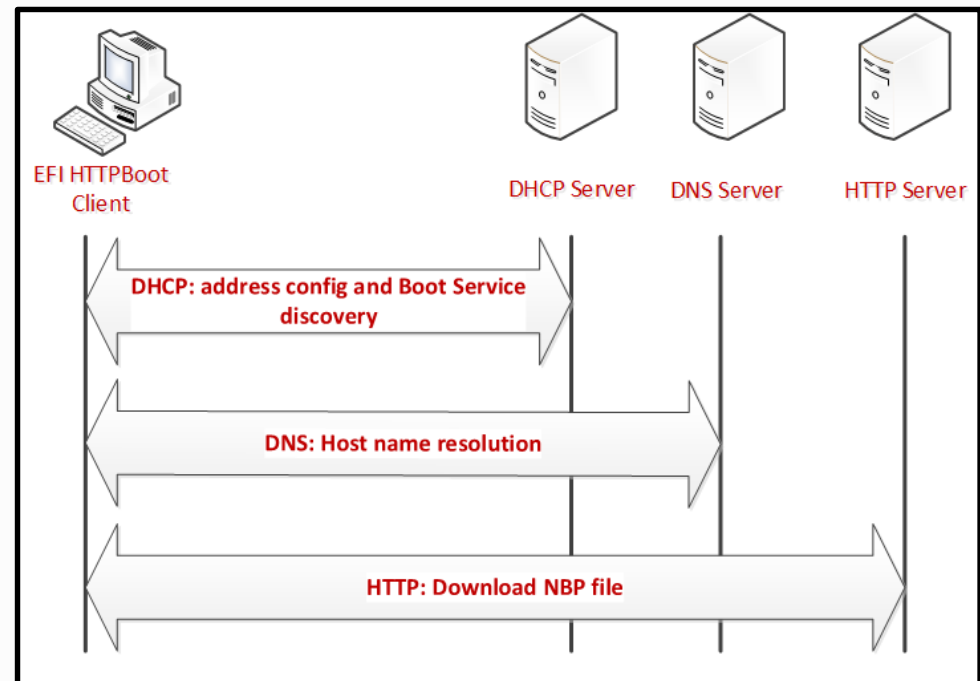 EFI HTTPBoot
Client
DHCP Server
DNS Server
HTTP Server
DHCP: address config and Boot Service
discovery
DNS: Host name resolution
HTTP: Download NBP file